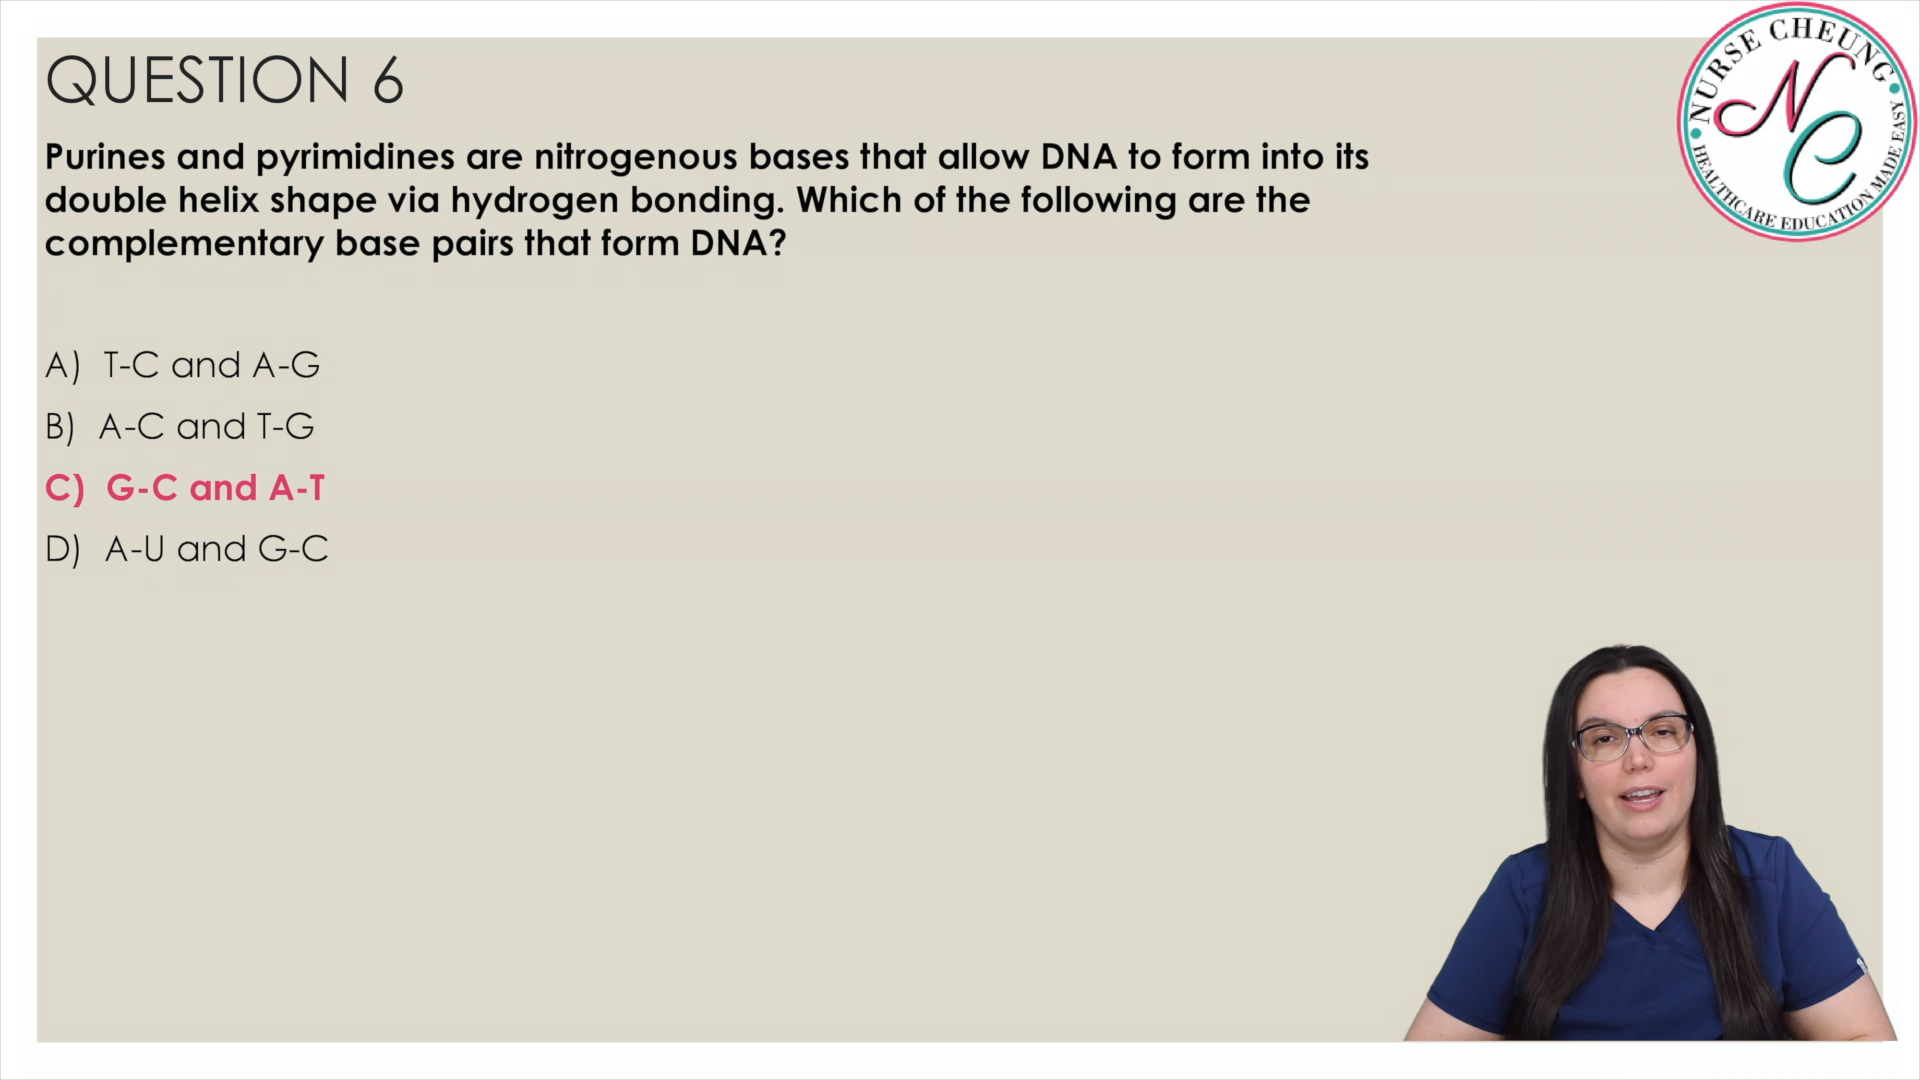 QUESTION 6
Purines and pyrimidines are nitrogenous bases that allow DNA to form into its
double helix shape via hydrogen bonding. Which of the following are the
complementary base pairs that form DNA?
A) T-C and A-G
B) A-C and T-G
C) G-C and A-T
D) A-U and G-C
NURSE CHEUNG
NC
HEALTHCARE EDUCATION MADE EASY